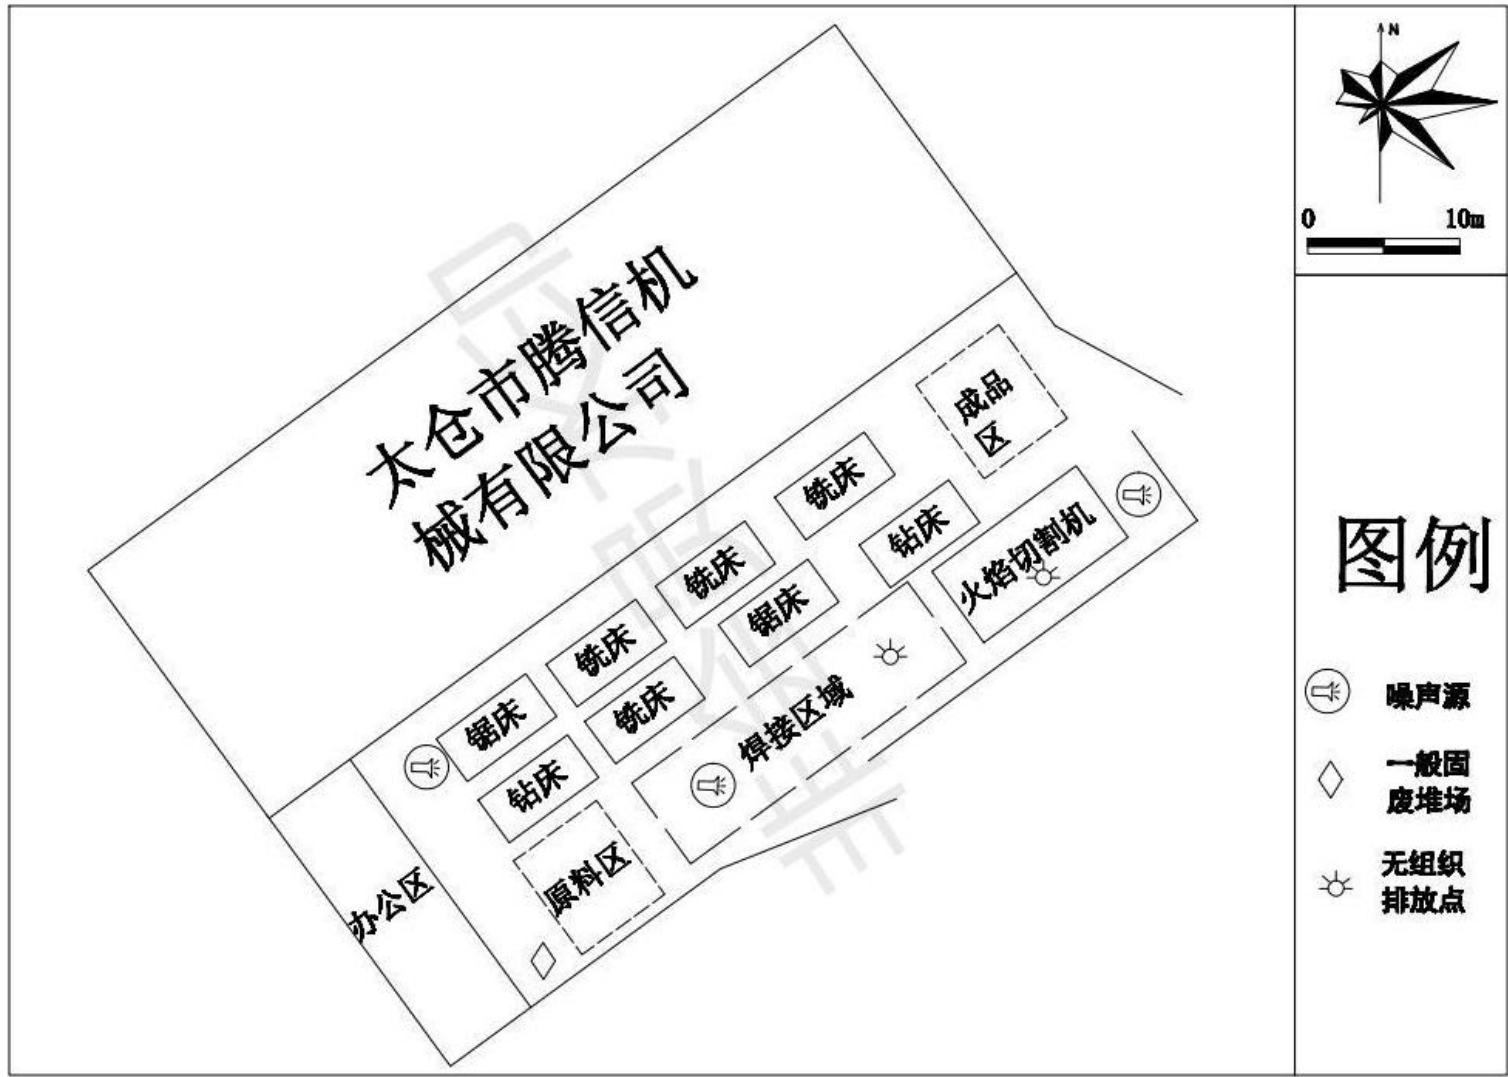 N
0 10m
太仓市腾信机
械有限公司
成品
区
铣床
钻床
火焰切割机
铣床
锯床
铣床
铣床
焊接区域
锯床
钻床
原料区
办公区
图例
噪声源
一般固
废堆场
无组织
排放点